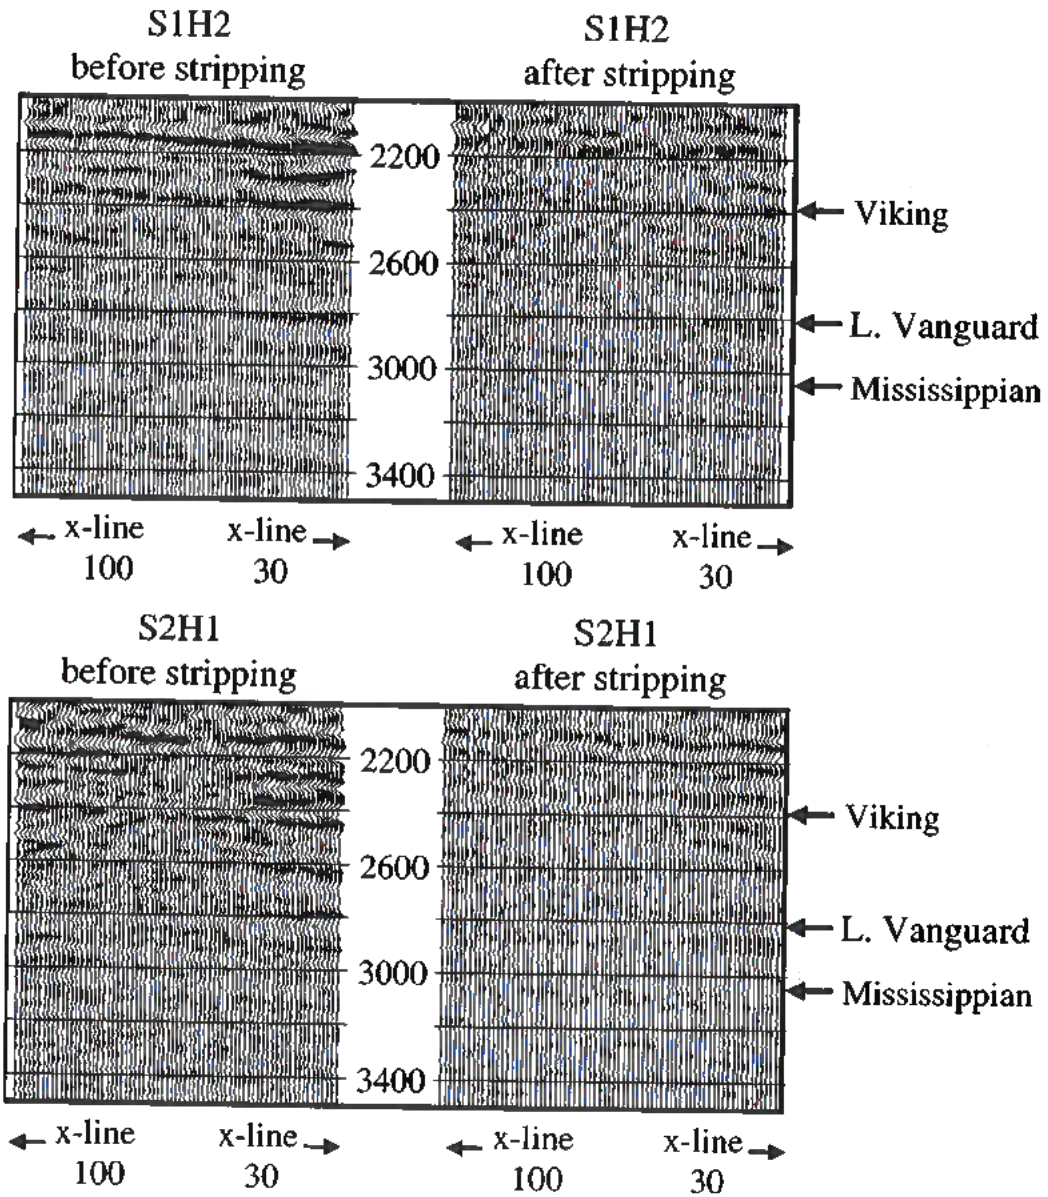 S1H2
before stripping
S1H2
after stripping
2200
2600
3000
3400
Viking
L. Vanguard
Mississippian
x-line
100
x-line
30
x-line
100
x-line
30
S2H1
before stripping
S2H1
after stripping
2200
2600
3000
3400
Viking
L. Vanguard
Mississippian
x-line
100
x-line
30
x-line
100
x-line
30